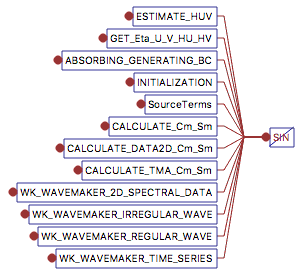 ESTIMATE_HUV
GET_Eta_U_V_HU_HV
ABSORBING_GENERATING_BC
INITIALIZATION
SourceTerms
SIN
CALCULATE_Cm_Sm
CALCULATE_DATA2D_Cm_Sm
CALCULATE_TMA_Cm_Sm
WK_WAVEMAKER_2D_SPECTRAL_DATA
WK_WAVEMAKER_IRREGULAR_WAVE
WK_WAVEMAKER_REGULAR_WAVE
WK_WAVEMAKER_TIME_SERIES